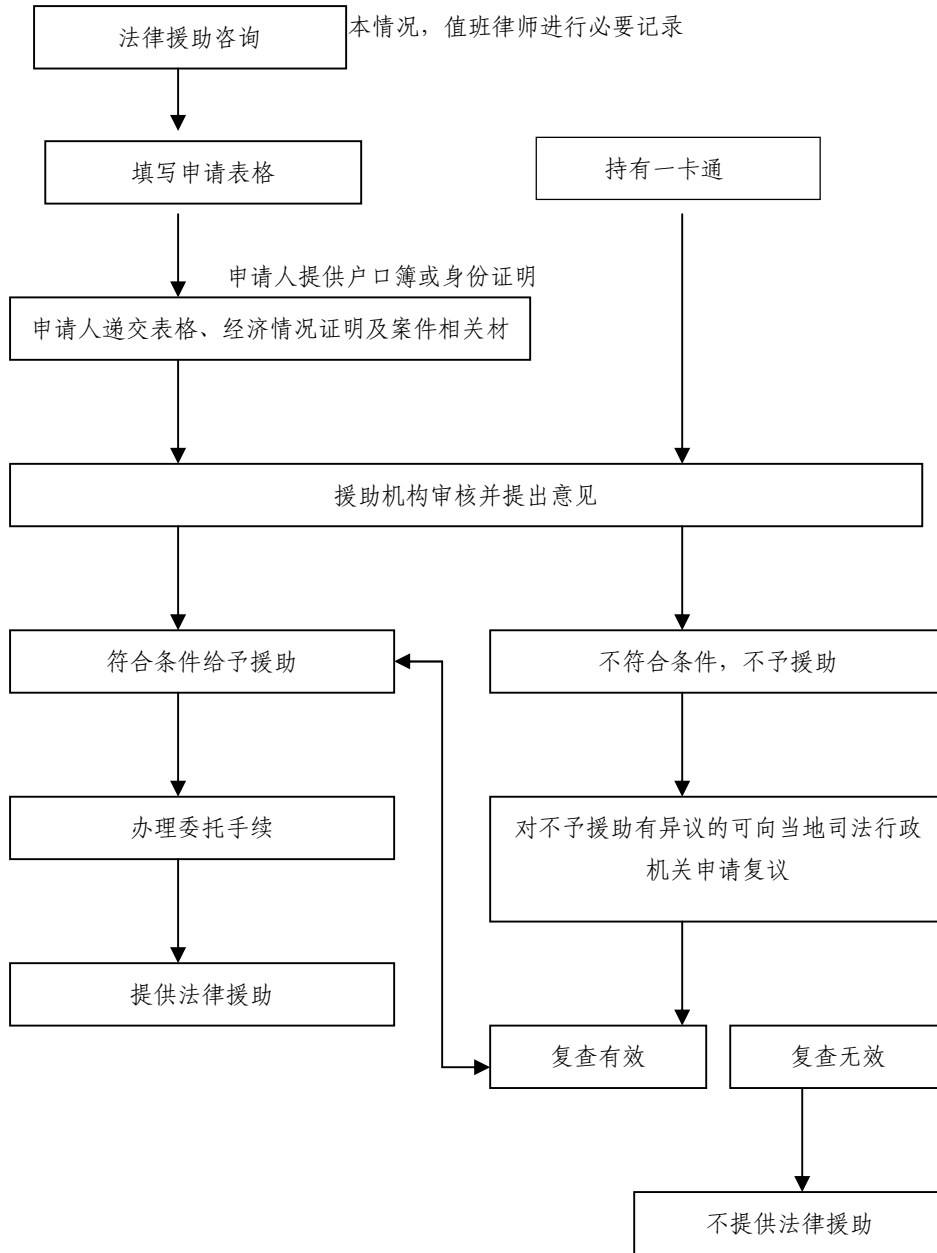 法律援助咨询
本情况，值班律师进行必要记录
填写申请表格
持有一卡通
申请人提供户口簿或身份证明
申请人递交表格、经济情况证明及案件相关材
援助机构审核并提出意见
符合条件给予援助
不符合条件，不予援助
办理委托手续
对不予援助有异议的可向当地司法行政
机关申请复议
提供法律援助
复查有效
复查无效
不提供法律援助